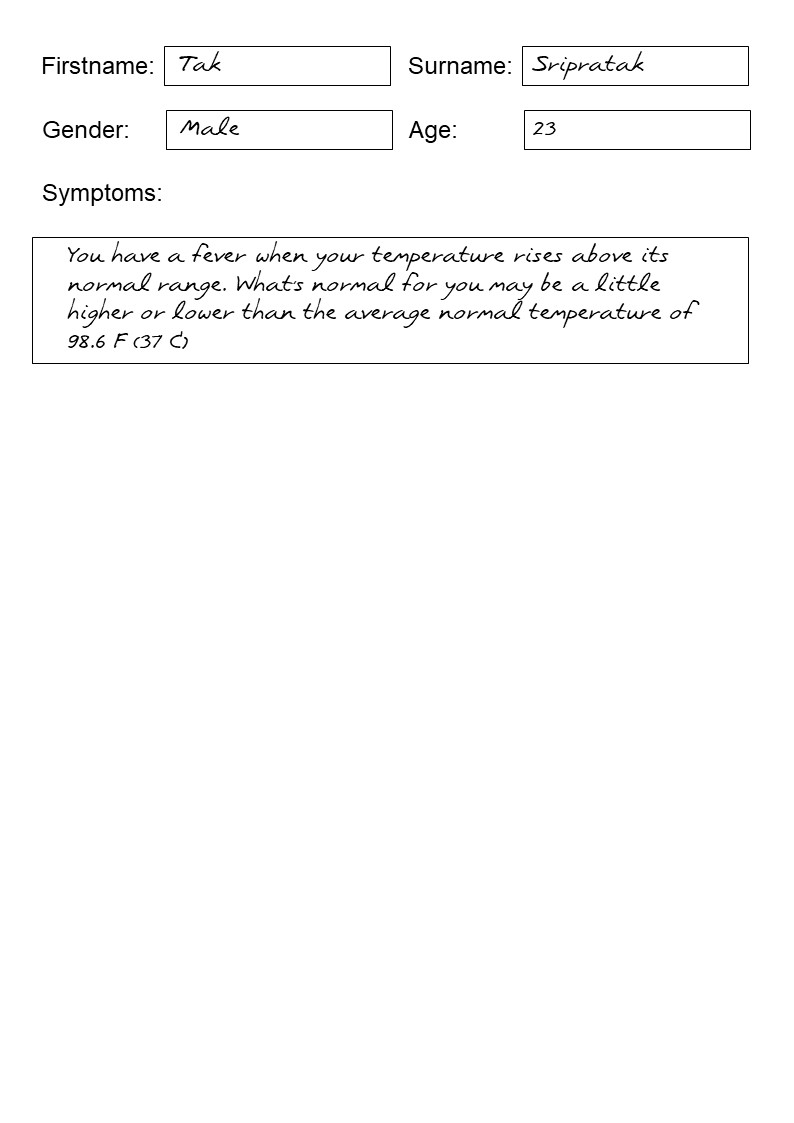 Firstname: Tak Surname: Sripratak
Gender: Male Age: 23
Symptoms:
You have a fever when your temperature rises above its
normal range. What's normal for you may be a little
higher or lower than the average normal temperature of
98.6 F (37 C)